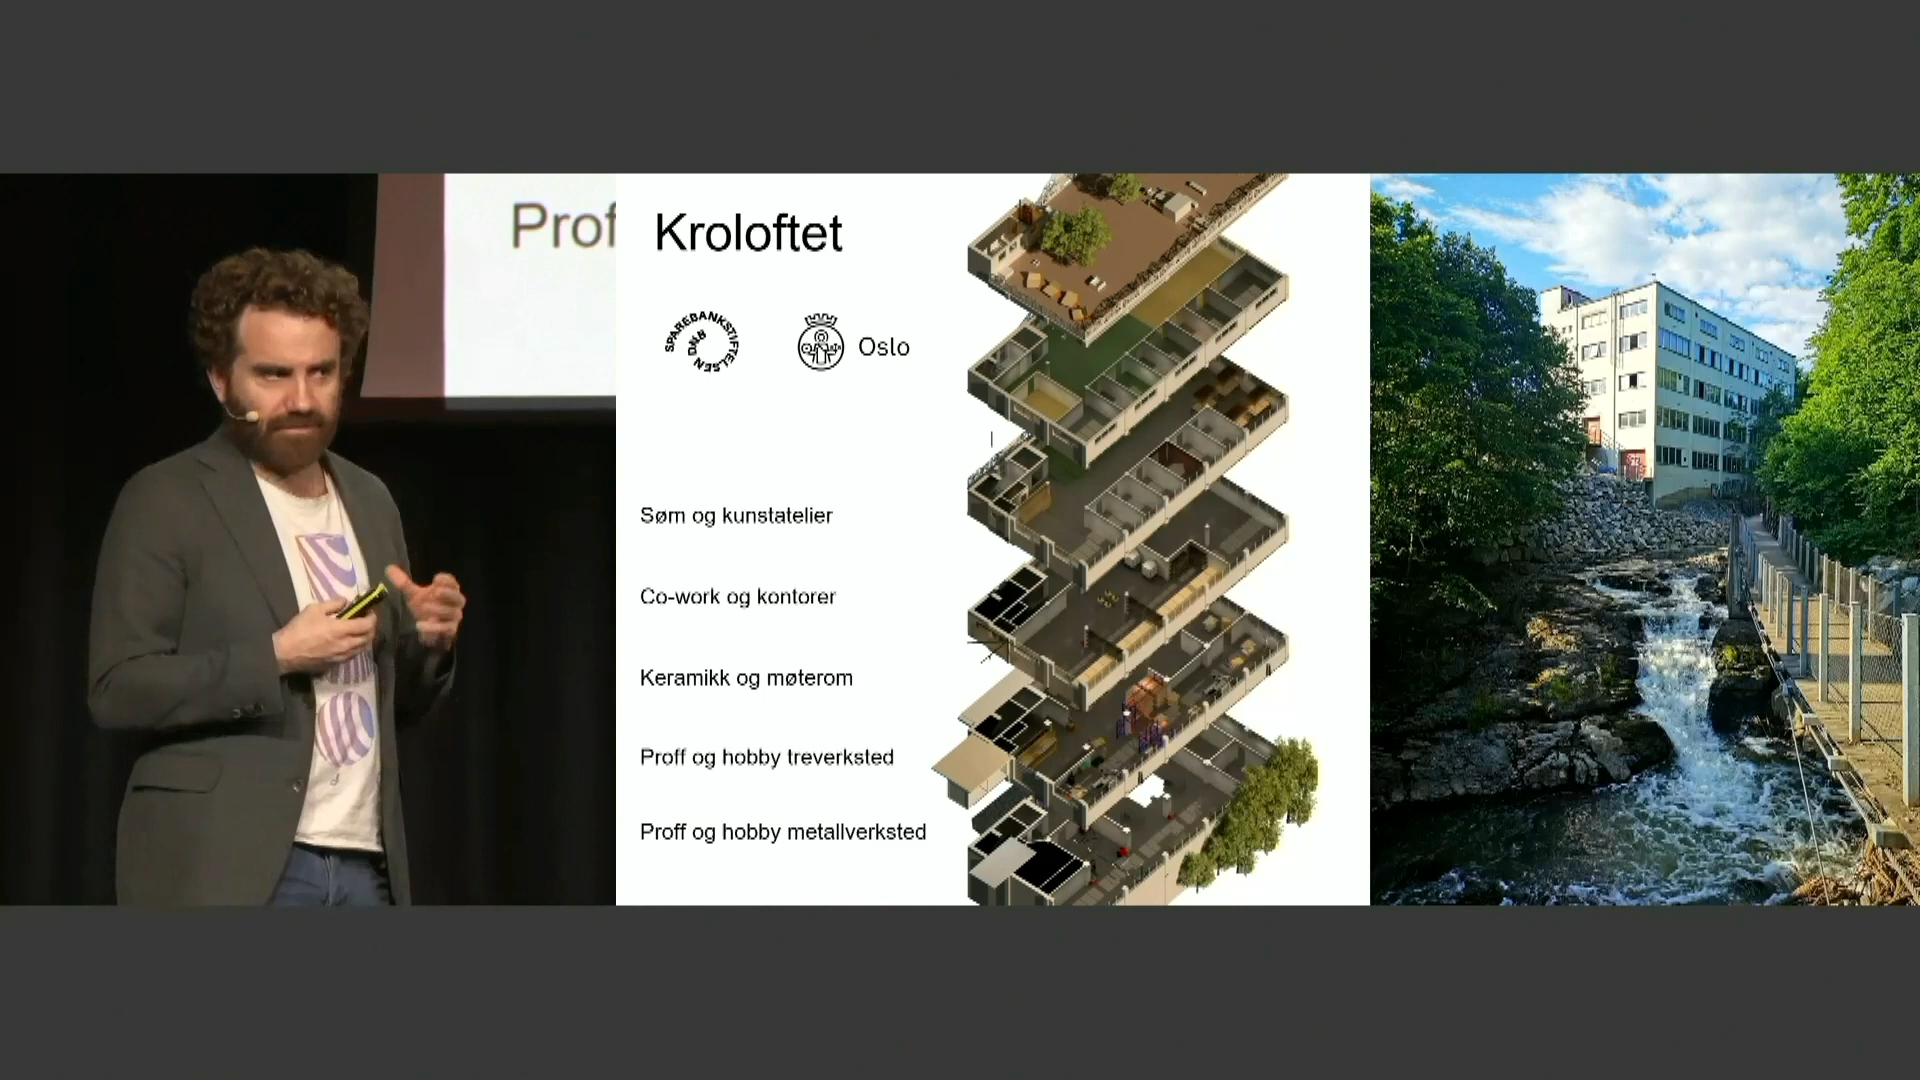 Prof
Kroloftet
SPAREBANKSTIFTELSEN DNB
Oslo
Søm og kunstatelier
Co-work og kontorer
Keramikk og møterom
Proff og hobby treverksted
Proff og hobby metallverksted